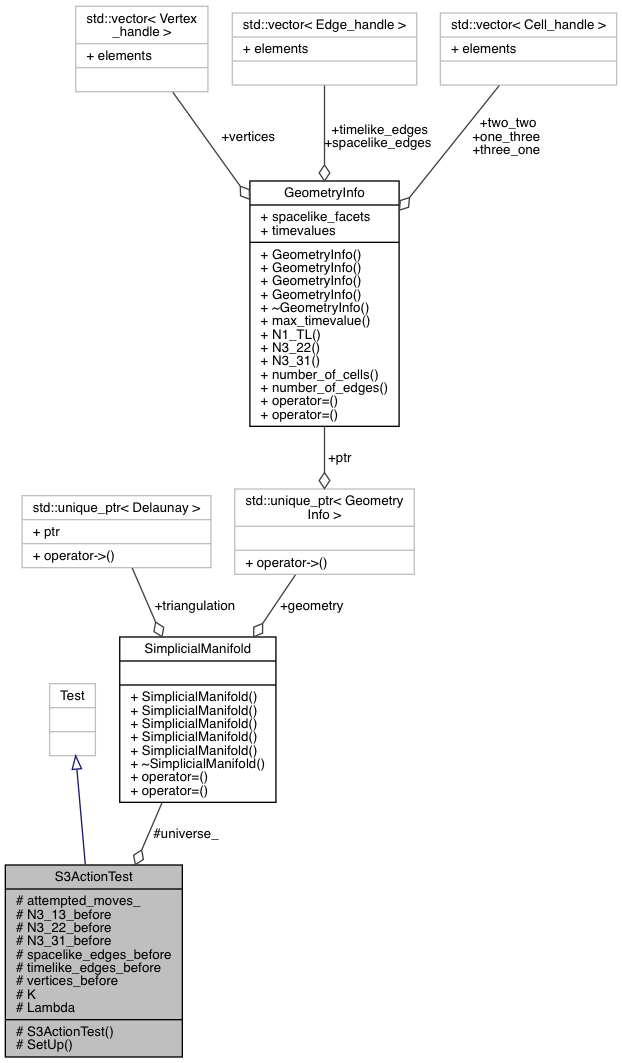 std::vector< Vertex
_handle >
+ elements
std::vector< Edge_handle >
+ elements
std::vector< Cell_handle >
+ elements
+vertices
+timelike_edges
+spacelike_edges
+two_two
+one_three
+three_one
GeometryInfo
+ spacelike_facets
+ timevalues
+ GeometryInfo()
+ GeometryInfo()
+ GeometryInfo()
+ GeometryInfo()
+ ~GeometryInfo()
+ max_timevalue()
+ N1_TL()
+ N3_22()
+ N3_31()
+ number_of_cells()
+ number_of_edges()
+ operator=()
+ operator=()
+ptr
std::unique_ptr< Delaunay >
+ ptr
+ operator->()
std::unique_ptr< Geometry
Info >
+ operator->()
+triangulation
+geometry
SimplicialManifold
+ SimplicialManifold()
+ SimplicialManifold()
+ SimplicialManifold()
+ SimplicialManifold()
+ SimplicialManifold()
+ ~SimplicialManifold()
+ operator=()
+ operator=()
Test
#universe_
S3ActionTest
# attempted_moves_
# N3_13_before
# N3_22_before
# N3_31_before
# spacelike_edges_before
# timelike_edges_before
# vertices_before
# K
# Lambda
# S3ActionTest()
# SetUp()